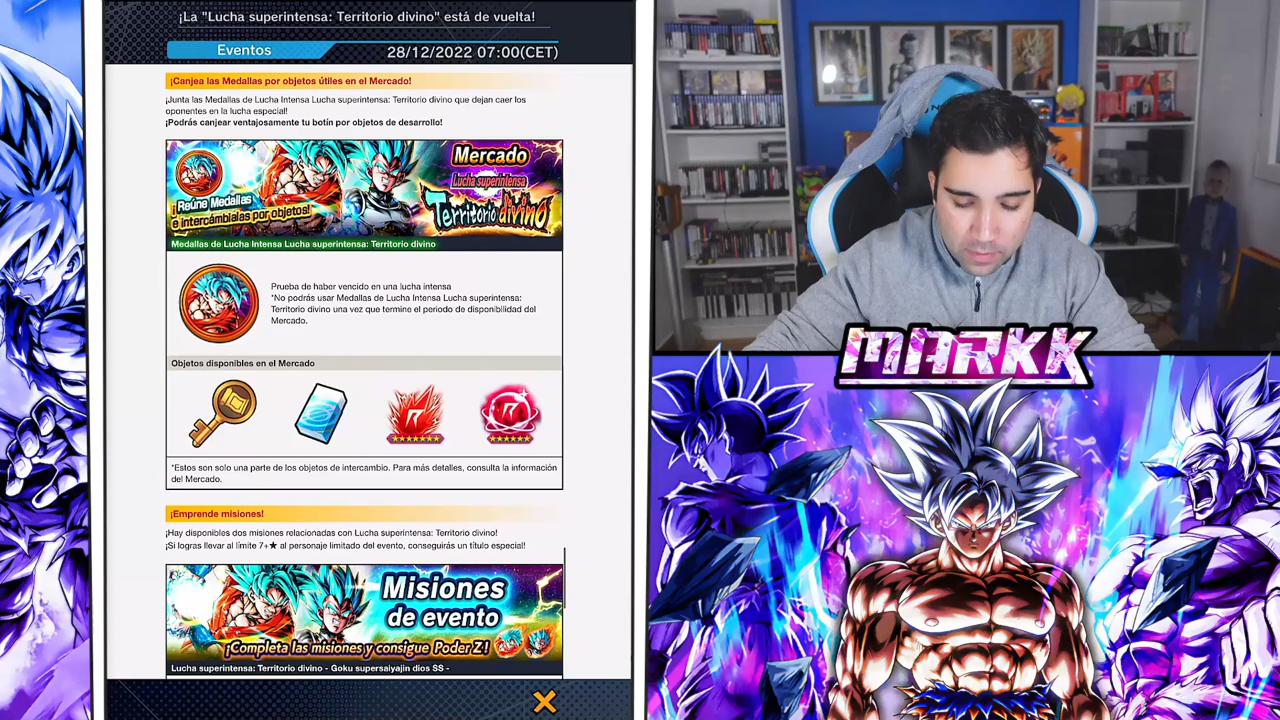 ¡La "Lucha superintensa: Territorio divino" está de vuelta!
Eventos
28/12/2022 07:00(CET)
¡Canjea las Medallas por objetos útiles en el Mercado!
¡Junta las Medallas de Lucha Intensa Lucha superintensa: Territorio divino que dejan caer los
oponentes en la lucha especial!
¡Podrás canjear ventajosamente tu botín por objetos de desarrollo!
Mercado
Lucha superintensa
Territorio divino
¡Reúne Medallas
e intercámbialas por objetos!
Medallas de Lucha Intensa Lucha superintensa: Territorio divino
Prueba de haber vencido en una lucha intensa
*No podrás usar Medallas de Lucha Intensa Lucha superintensa:
Territorio divino una vez que termine el periodo de disponibilidad del
Mercado.
Objetos disponibles en el Mercado
R
R
*Estos son solo una parte de los objetos de intercambio. Para más detalles, consulta la información
del Mercado.
¡Emprende misiones!
¡Hay disponibles dos misiones relacionadas con Lucha superintensa: Territorio divino!
¡Si logras llevar al límite 7+★ al personaje limitado del evento, conseguirás un título especial!
Misiones
de evento
¡Completa las misiones y consigue Poder Z!
Lucha superintensa: Territorio divino - Goku supersaiyajin dios SS -
MARKK